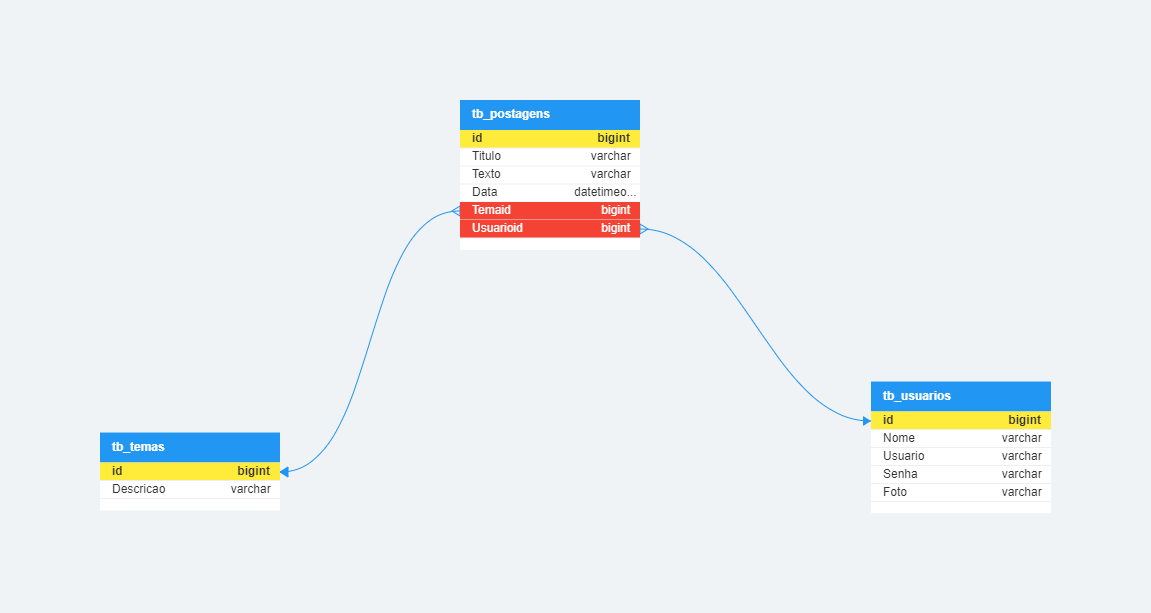 tb_postagens
id bigint
Titulo varchar
Texto varchar
Data datetimeo...
Temaid bigint
Usuarioid bigint
tb_temas
id bigint
Descricao varchar
tb_usuarios
id bigint
Nome varchar
Usuario varchar
Senha varchar
Foto varchar